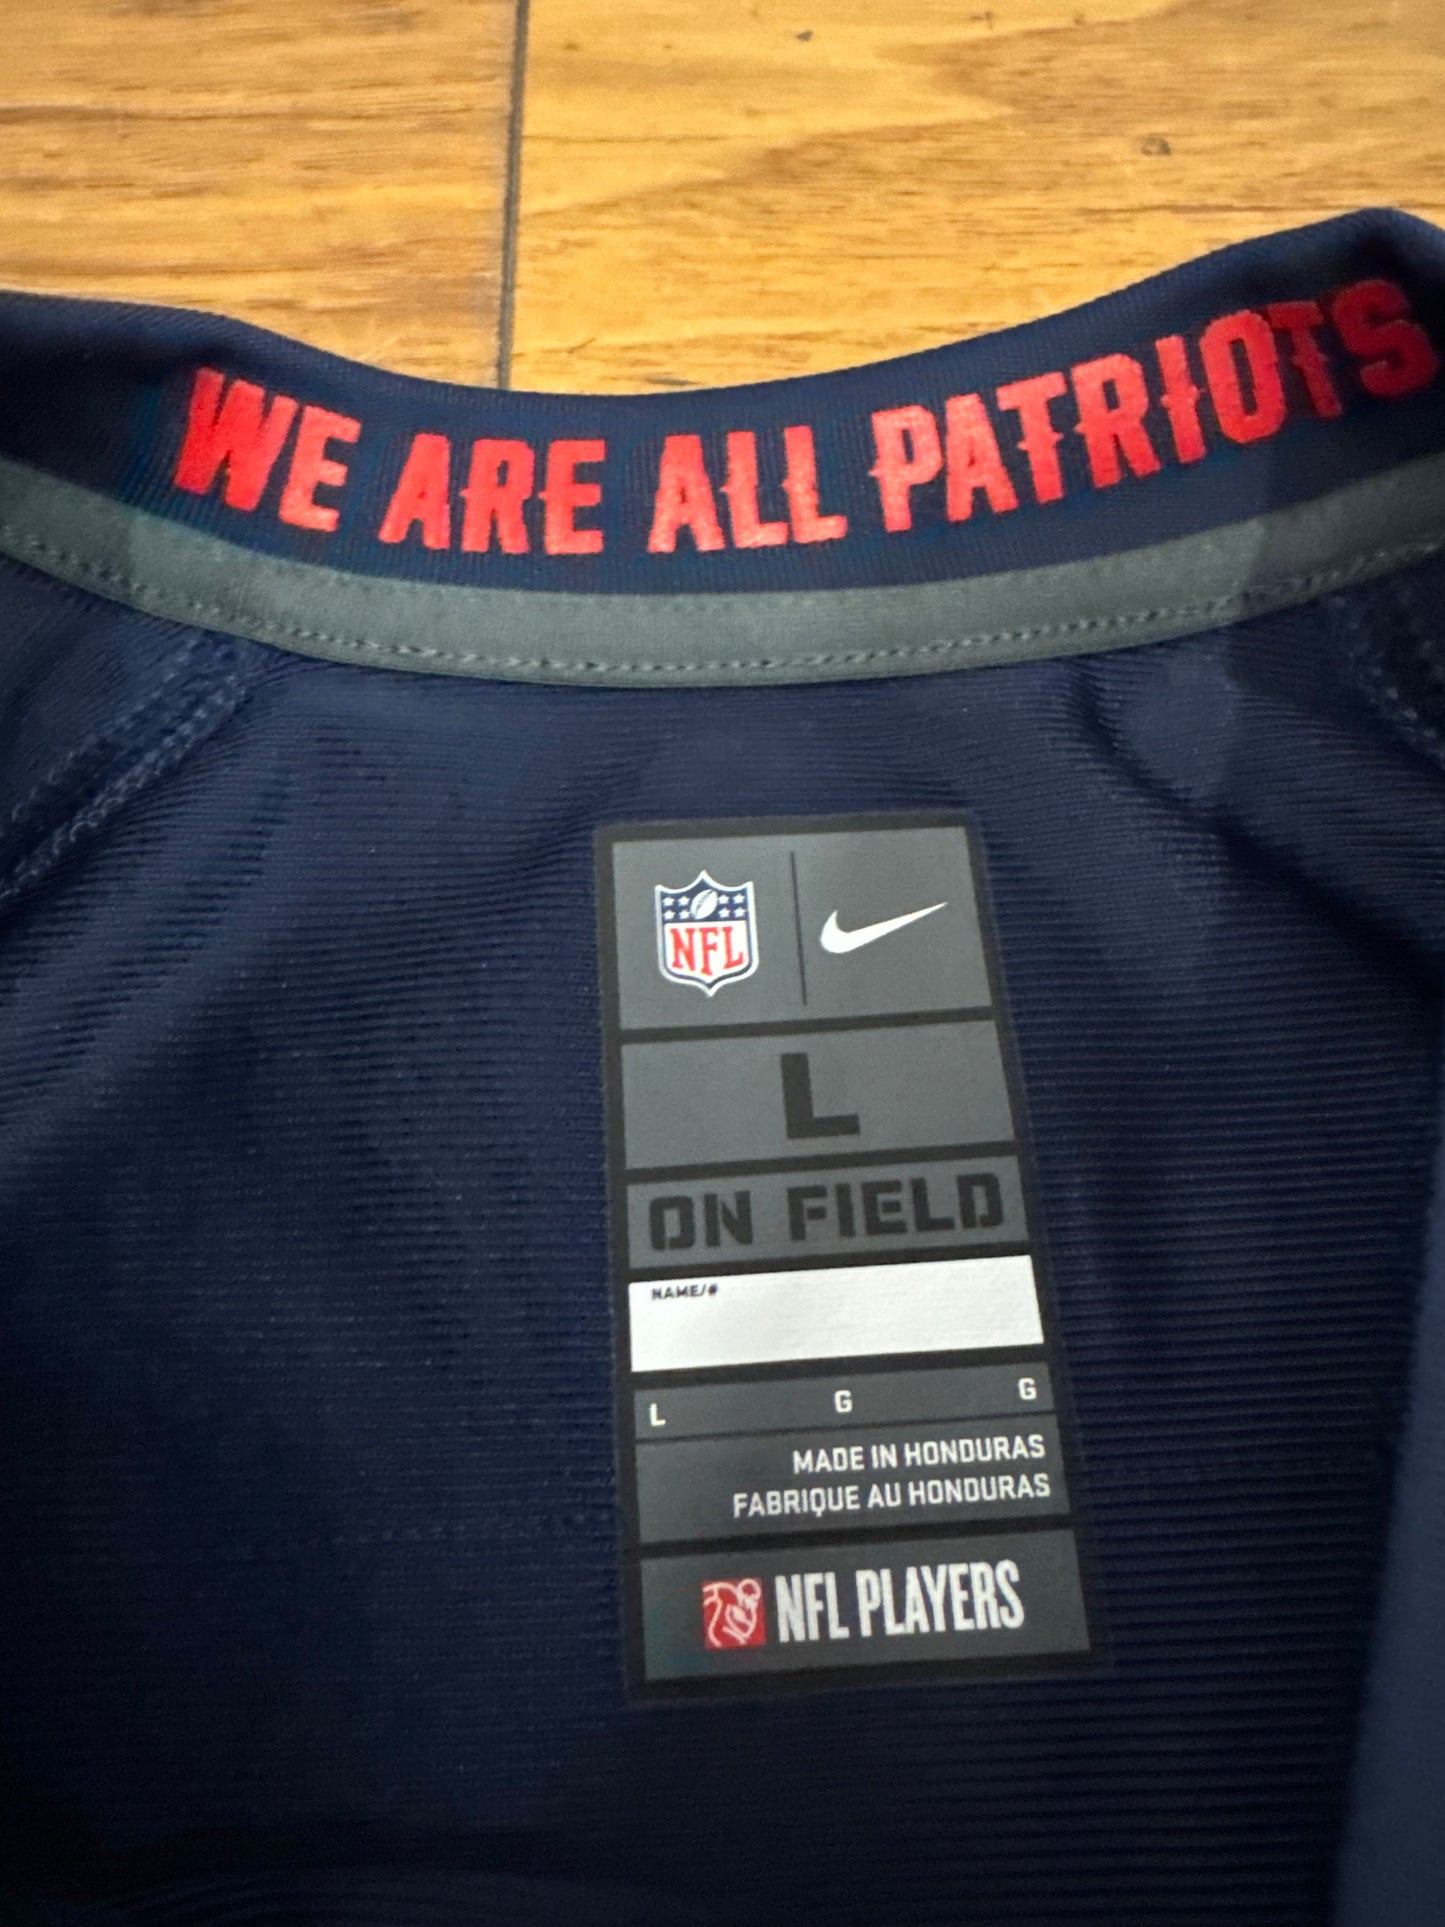 WE ARE ALL PATRIOTS
NFL
L
ON FIELD
NAME/#
L G G
MADE IN HONDURAS
FABRIQUE AU HONDURAS
NFL PLAYERS